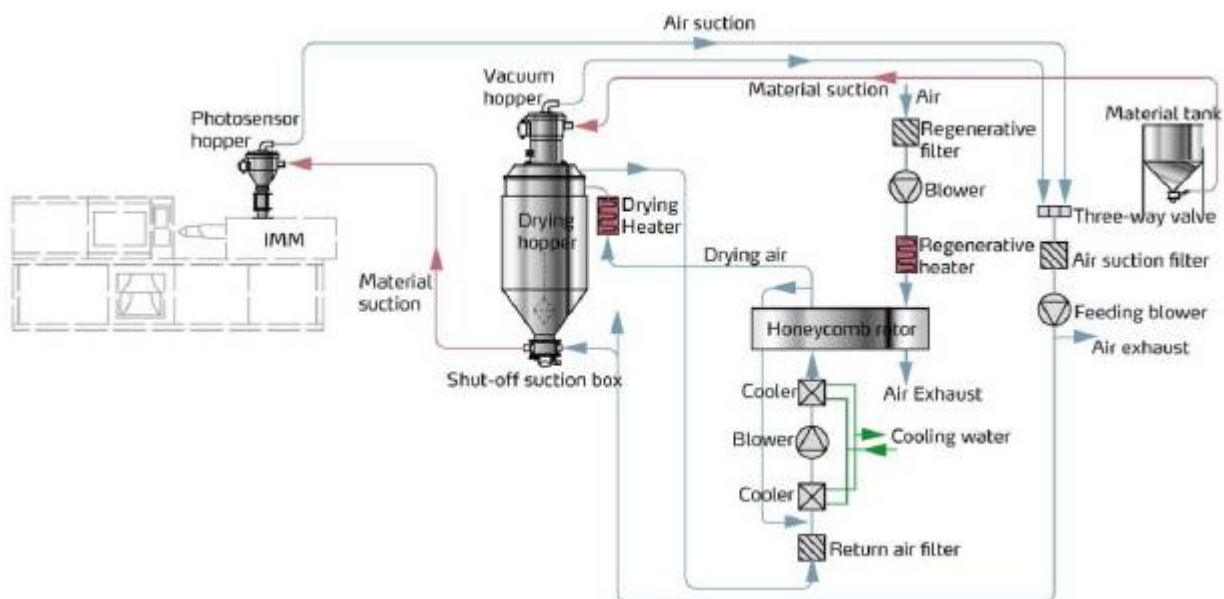 Air suction
Vacuum
hopper
Material suction
Air
Photosensor
hopper
Regenerative
filter
Material tank
Blower
Drying
Heater
Drying
hopper
Three-way valve
IMM
Drying air
Regenerative
heater
Air suction filter
Material
suction
Feeding blower
Honeycomb rotor
Air exhaust
Shut-off suction box
Cooler
Air Exhaust
Blower
Cooling water
Cooler
Return air filter